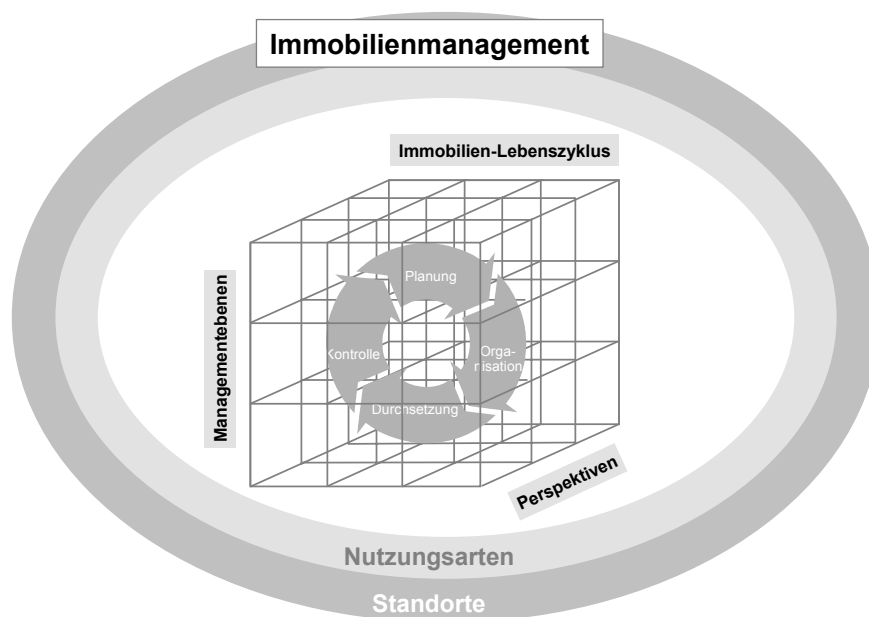 Immobilienmanagement
Immobilien-Lebenszyklus
Managementebenen
Planung
Kontrolle
Orga-
nisation
Durchsetzung
Perspektiven
Nutzungsarten
Standorte